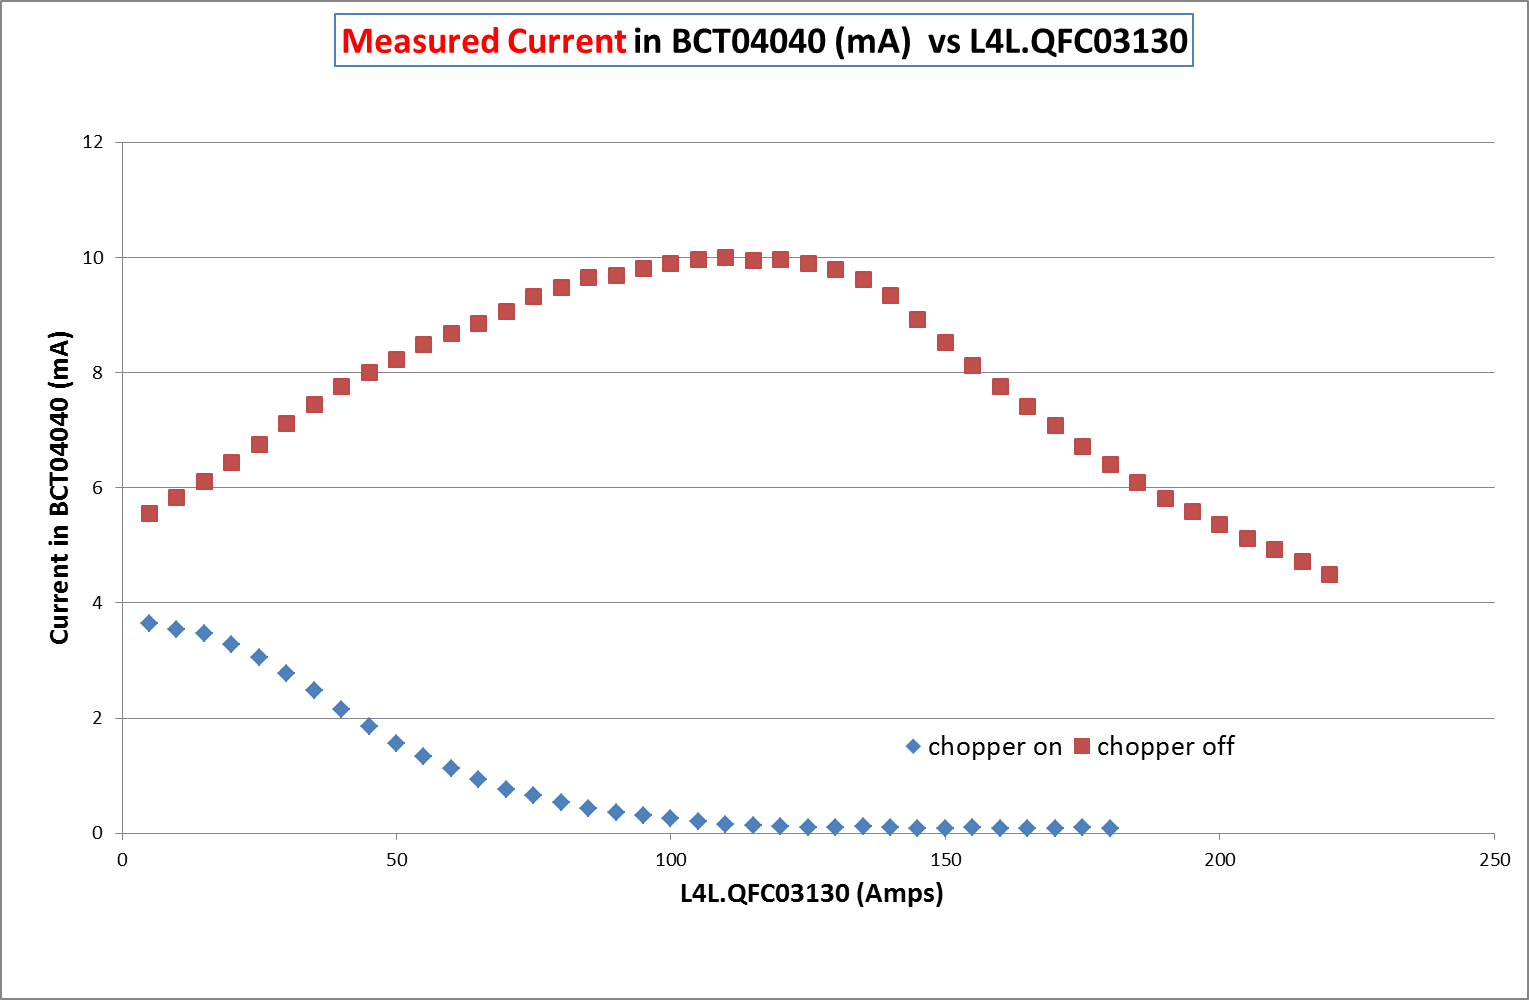 Measured Current in BCT04040 (mA) vs L4L.QFC03130
12
10
8
6
4
2
0
Current in BCT04040 (mA)
chopper on chopper off
0 50 100 150 200 250
L4L.QFC03130 (Amps)